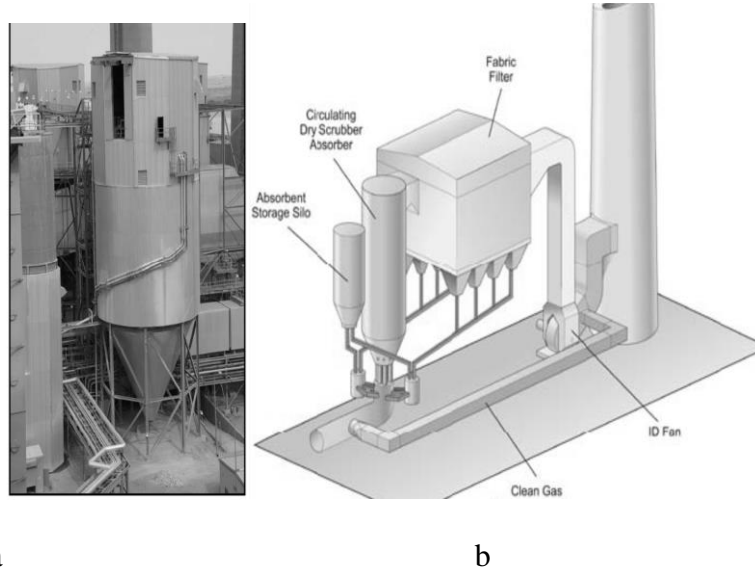 Fabric
Filter
Circulating
Dry Scrubber
Absorber
Absorbent
Storage Silo
ID Fan
Clean Gas
b